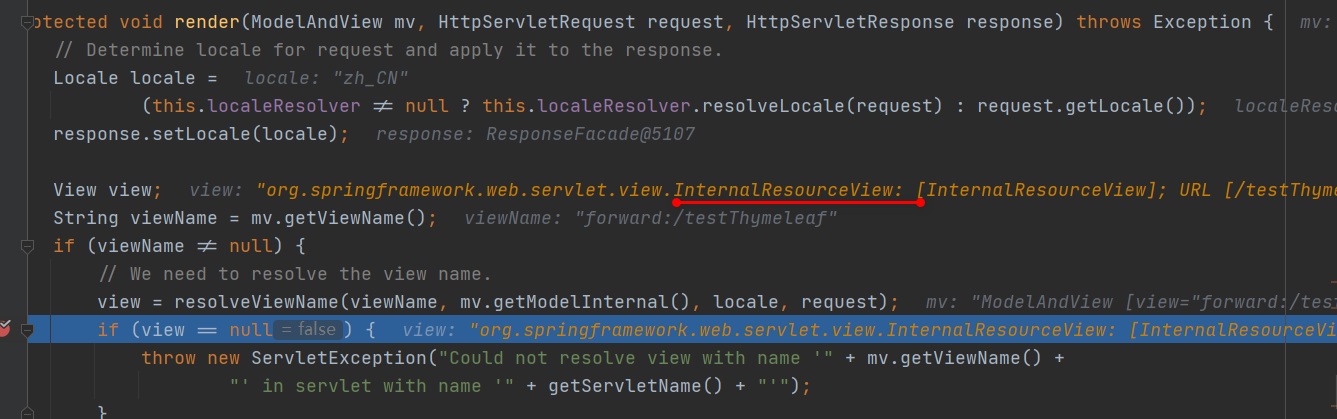 otected void render(ModelAndView mv, HttpServletRequest request, HttpServletResponse response) throws Exception { mv:
// Determine locale for request and apply it to the response.
Locale locale = locale: "zh_CN"
(this.localeResolver ≠ null ? this.localeResolver.resolveLocale(request) : request.getLocale()); localeReso
response.setLocale(locale); response: ResponseFacade@5107
View view; view: "org.springframework.web.servlet.view.InternalResourceView: [InternalResourceView]; URL [/testThyme
String viewName = mv.getViewName(); viewName: "forward:/testThymeleaf"
if (viewName ≠ null) {
// We need to resolve the view name.
view = resolveViewName(viewName, mv.getModelInternal(), locale, request); mv: "ModelAndView [view="forward:/tes
if (view == null = false ) { view: "org.springframework.web.servlet.view.InternalResourceView: [InternalResourceVi
throw new ServletException("Could not resolve view with name '" + mv.getViewName() +
"' in servlet with name '" + getServletName() + "'");
}